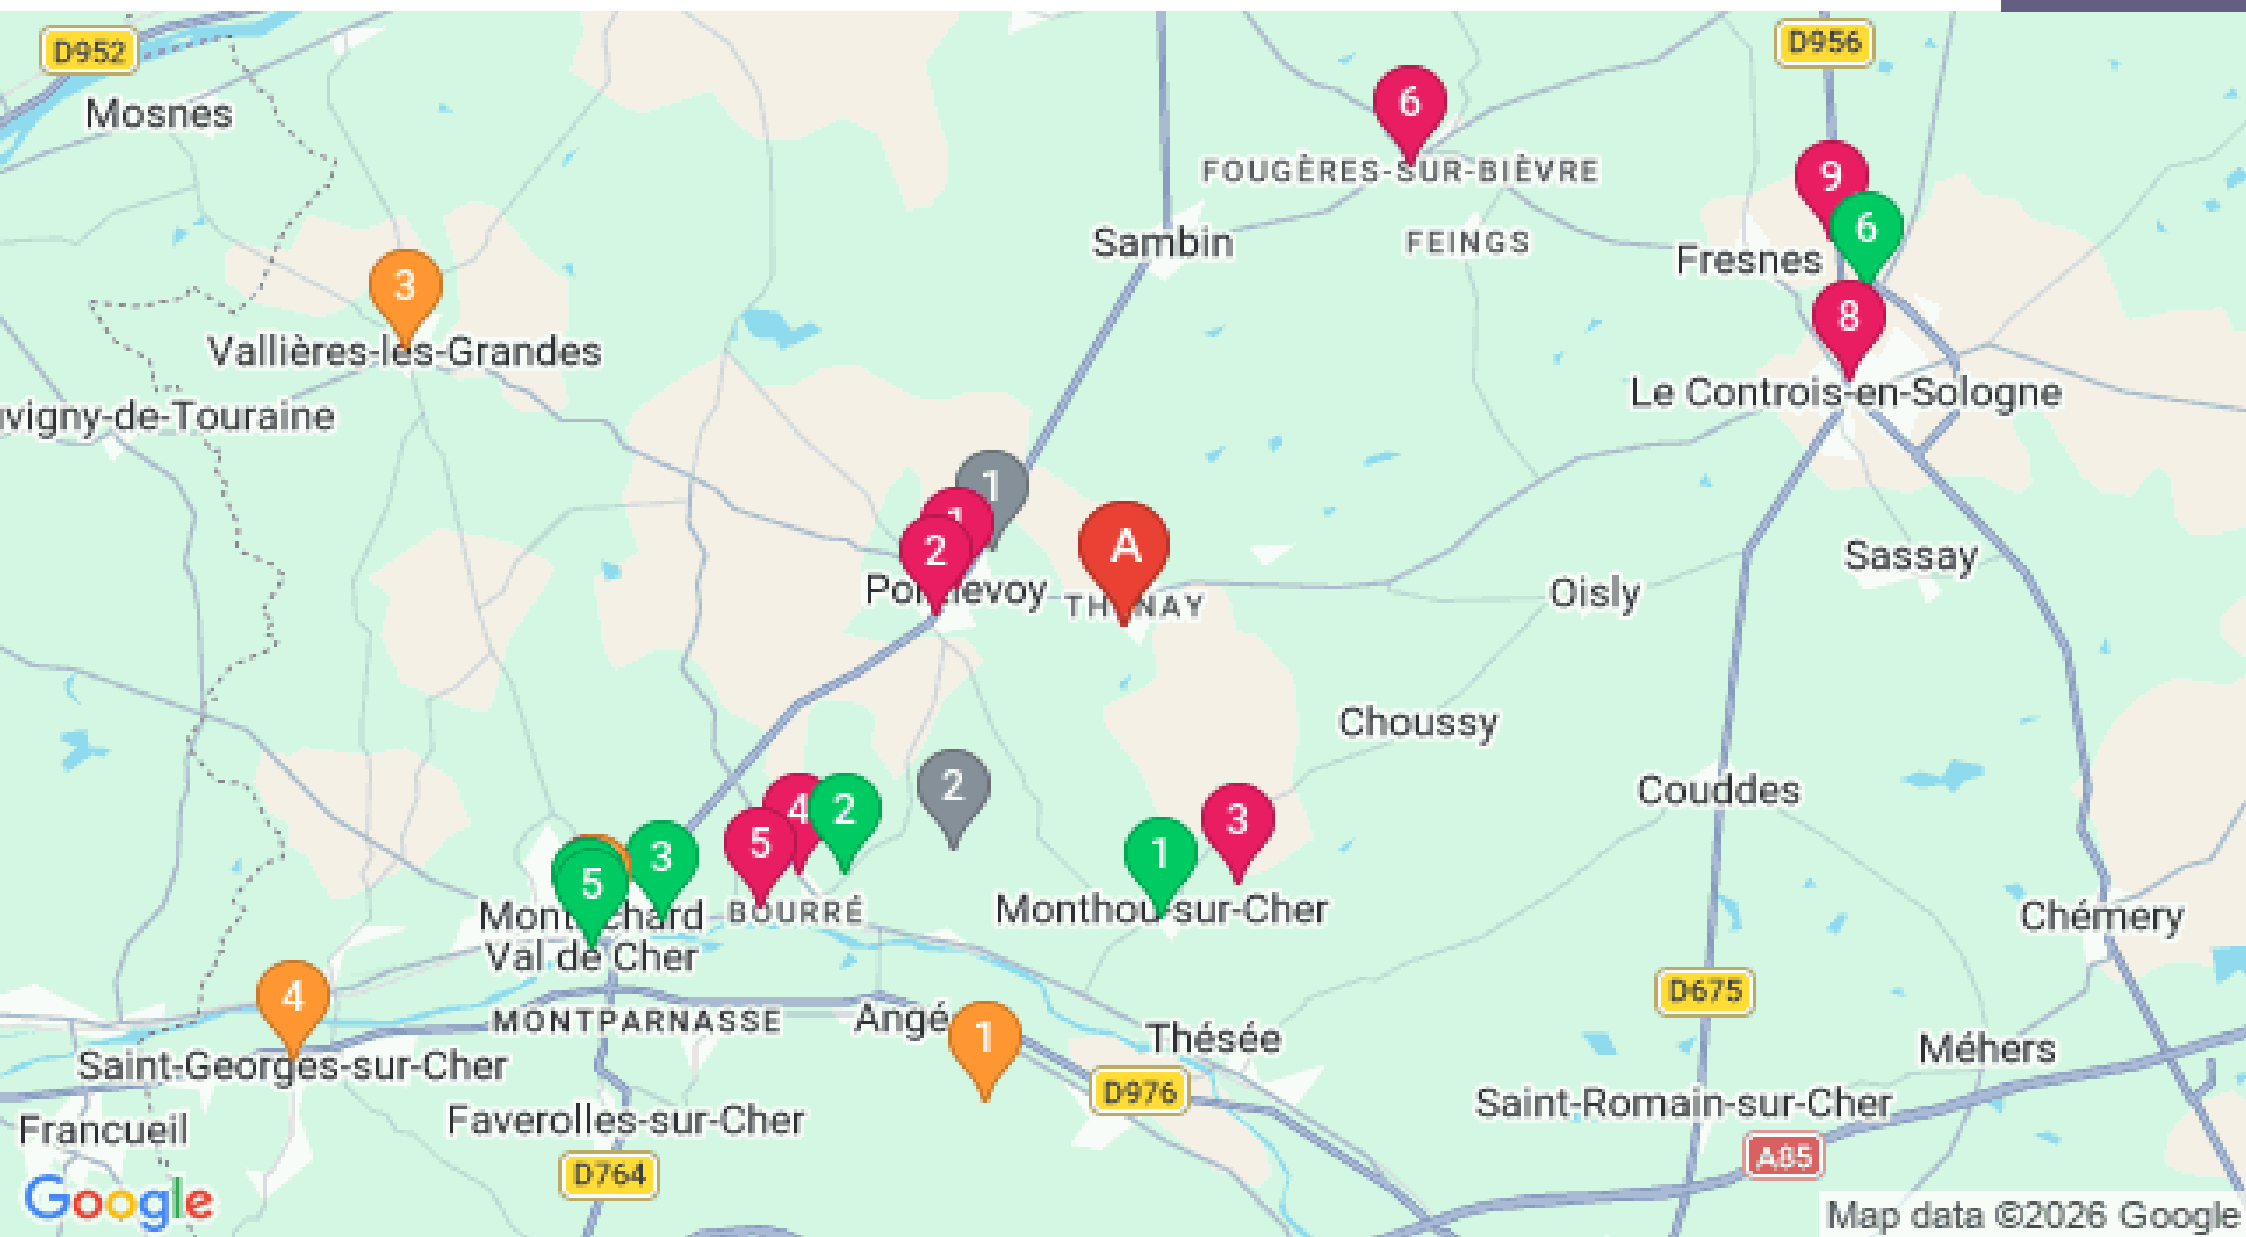 D952
D956
Mosnes
6
FOUGÈRES-SUR-BIÈVRE
9
6
Sambin
FEINGS
Fresnes
3
8
Vallières-les-Grandes
Le Controis-en-Sologne
uvigny-de-Touraine
1
1
2
A
Sassay
Oisly
THENAY
Choussy
2
Couddes
4
2
5
3
1
3
5
Monthou-sur-Cher
BOURRÉ
Val de Cher
Chémery
4
D675
MONTPARNASSE
Angé
1
Thésée
Méhers
Saint-Georges-sur-Cher
D976
Saint-Romain-sur-Cher
Faverolles-sur-Cher
Francueil
A85
D764
Google
Map data ©2026 Google